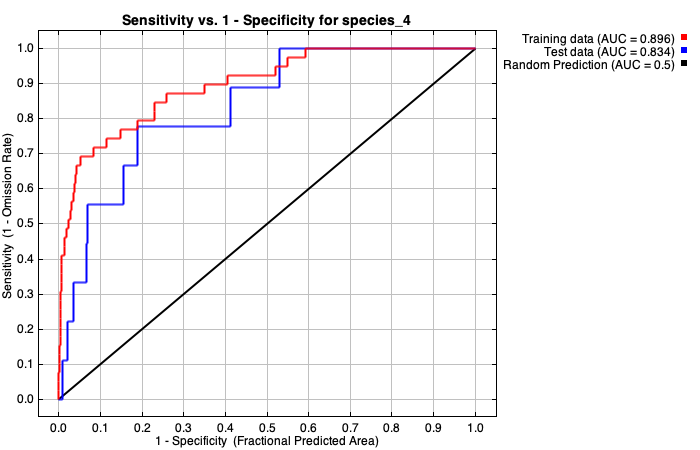 Sensitivity vs. 1 - Specificity for species_4
Training data (AUC = 0.896)
Test data (AUC = 0.834)
Random Prediction (AUC = 0.5)
Sensitivity (1 - Omission Rate)
1.0
0.9
0.8
0.7
0.6
0.5
0.4
0.3
0.2
0.1
0.0
0.0 0.1 0.2 0.3 0.4 0.5 0.6 0.7 0.8 0.9 1.0
1 - Specificity (Fractional Predicted Area)